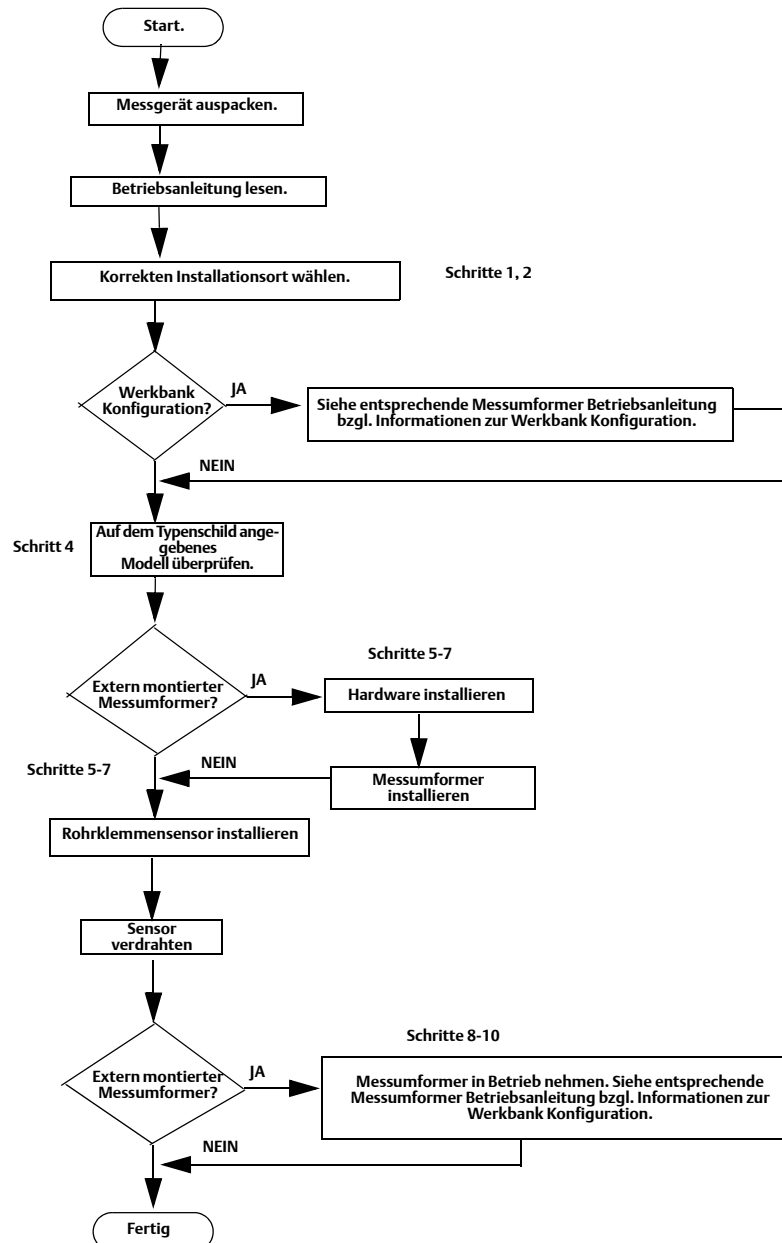 Start.
Messgerät auspacken.
Betriebsanleitung lesen.
Korrekten Installationsort wählen.
Schritte 1, 2
Werkbank
Konfiguration?
JA
Siehe entsprechende Messumformer Betriebsanleitung
bzgl. Informationen zur Werkbank Konfiguration.
NEIN
Schritt 4
Auf dem Typenschild ange-
gebenes
Modell überprüfen.
Extern montierter
Messumformer?
JA
Schritte 5-7
Hardware installieren
Messumformer
installieren
NEIN
Schritte 5-7
Rohrklemmensensor installieren
Sensor
verdrahten
Extern montierter
Messumformer?
JA
Schritte 8-10
Messumformer in Betrieb nehmen. Siehe entsprechende
Messumformer Betriebsanleitung bzgl. Informationen zur
Werkbank Konfiguration.
NEIN
Fertig